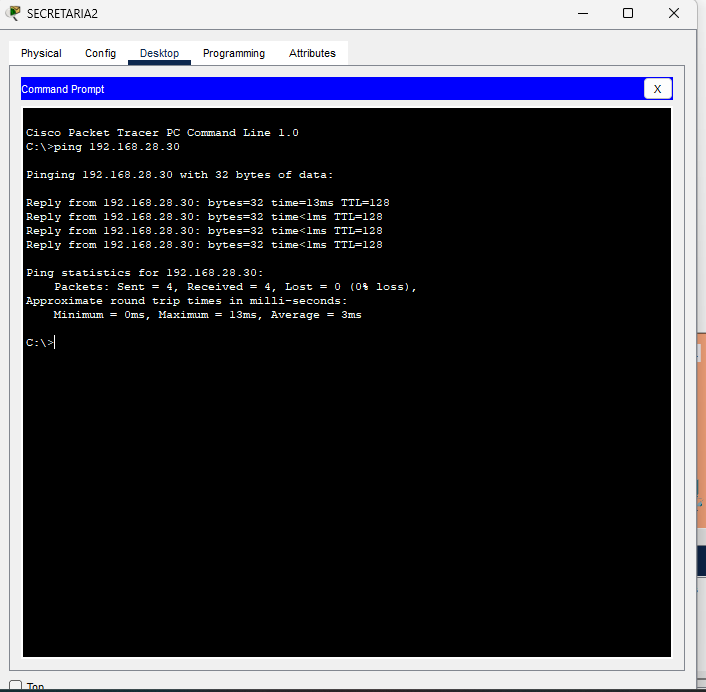 SECRETARIA2
Physical Config Desktop Programming Attributes
Command Prompt X
Cisco Packet Tracer PC Command Line 1.0
C:\>ping 192.168.28.30
Pinging 192.168.28.30 with 32 bytes of data:
Reply from 192.168.28.30: bytes=32 time=13ms TTL=128
Reply from 192.168.28.30: bytes=32 time<1ms TTL=128
Reply from 192.168.28.30: bytes=32 time<1ms TTL=128
Reply from 192.168.28.30: bytes=32 time<1ms TTL=128
Ping statistics for 192.168.28.30:
Packets: Sent = 4, Received = 4, Lost = 0 (0% loss),
Approximate round trip times in milli-seconds:
Minimum = 0ms, Maximum = 13ms, Average = 3ms
C:\>
Top